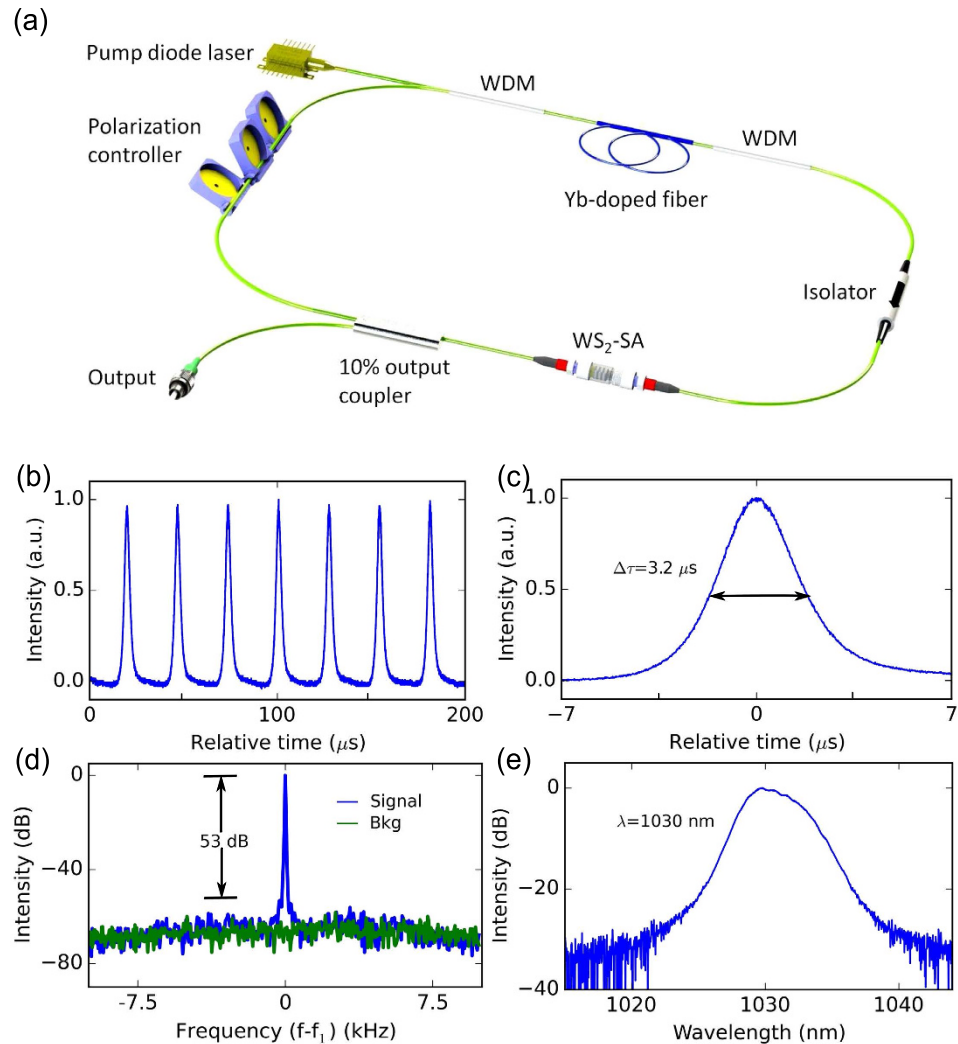 (a)
Pump diode laser
WDM
Polarization
controller
WDM
Yb-doped fiber
Isolator
WS₂-SA
Output
10% output
coupler
(b)
Intensity (a.u.)
1.0
0.5
0.0
0
100
200
Relative time (μs)
(c)
Intensity (a.u.)
1.0
0.5
0.0
Δτ=3.2 μs
-7
0
7
Relative time (μs)
(d)
Intensity (dB)
0
−40
−80
53 dB
Signal
Bkg
-7.5
0
7.5
Frequency (f-f₁) (kHz)
(e)
Intensity (dB)
0
−20
−40
λ=1030 nm
1020
1030
1040
Wavelength (nm)